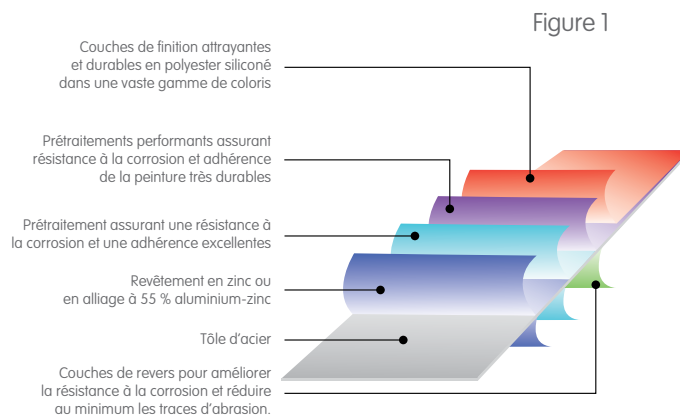 Figure 1
Couches de finition attrayantes
et durables en polyester siliconé
dans une vaste gamme de coloris
Prétraitements performants assurant
résistance à la corrosion et adhérence
de la peinture très durables
Prétraitement assurant une résistance à
la corrosion et une adhérence excellentes
Revêtement en zinc ou
en alliage à 55 % aluminium-zinc
Tôle d'acier
Couches de revers pour améliorer
la résistance à la corrosion et réduire
au minimum les traces d'abrasion.